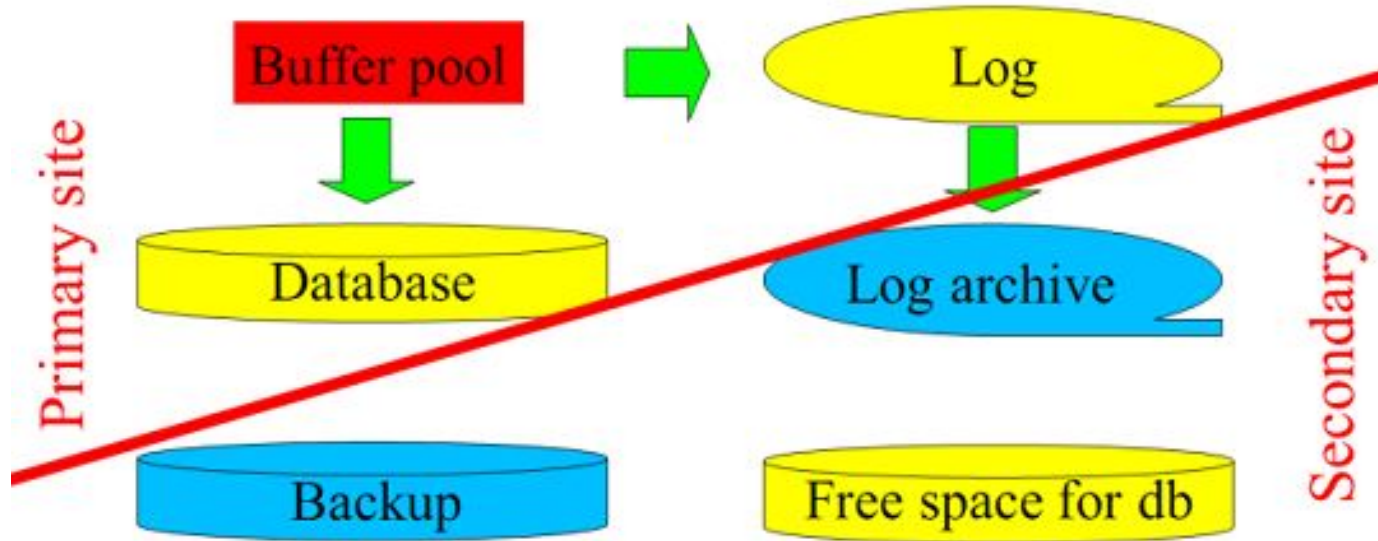 Buffer pool
Log
Primary site
Database
Log archive
Secondary site
Backup
Free space for db